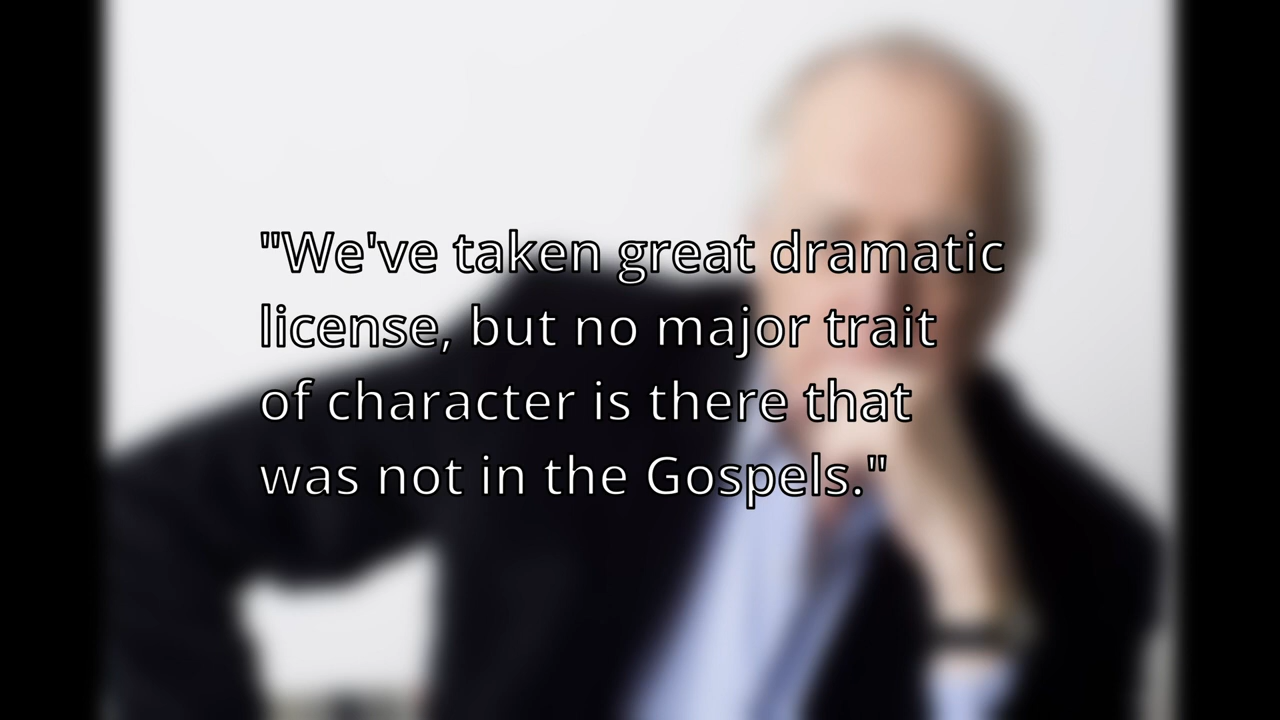 "We've taken great dramatic
license, but no major trait
of character is there that
was not in the Gospels."